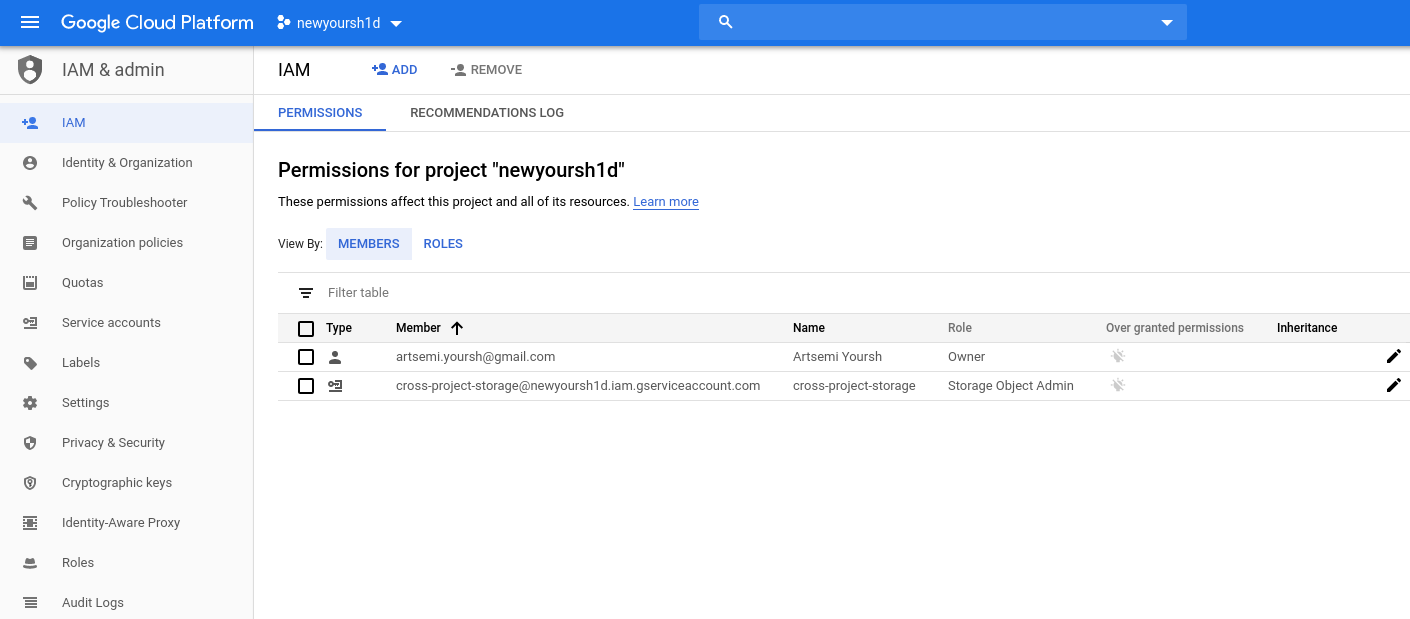 Google Cloud Platform newyoursh1d
IAM & admin
IAM
Identity & Organization
Policy Troubleshooter
Organization policies
Quotas
Service accounts
Labels
Settings
Privacy & Security
Cryptographic keys
Identity-Aware Proxy
Roles
Audit Logs
IAM ADD REMOVE
PERMISSIONS RECOMMENDATIONS LOG
Permissions for project "newyoursh1d"
These permissions affect this project and all of its resources. Learn more
View By: MEMBERS ROLES
Filter table
Type Member Name Role Over granted permissions Inheritance
artsemi.yoursh@gmail.com Artsemi Yoursh Owner
cross-project-storage@newyoursh1d.iam.gserviceaccount.com cross-project-storage Storage Object Admin